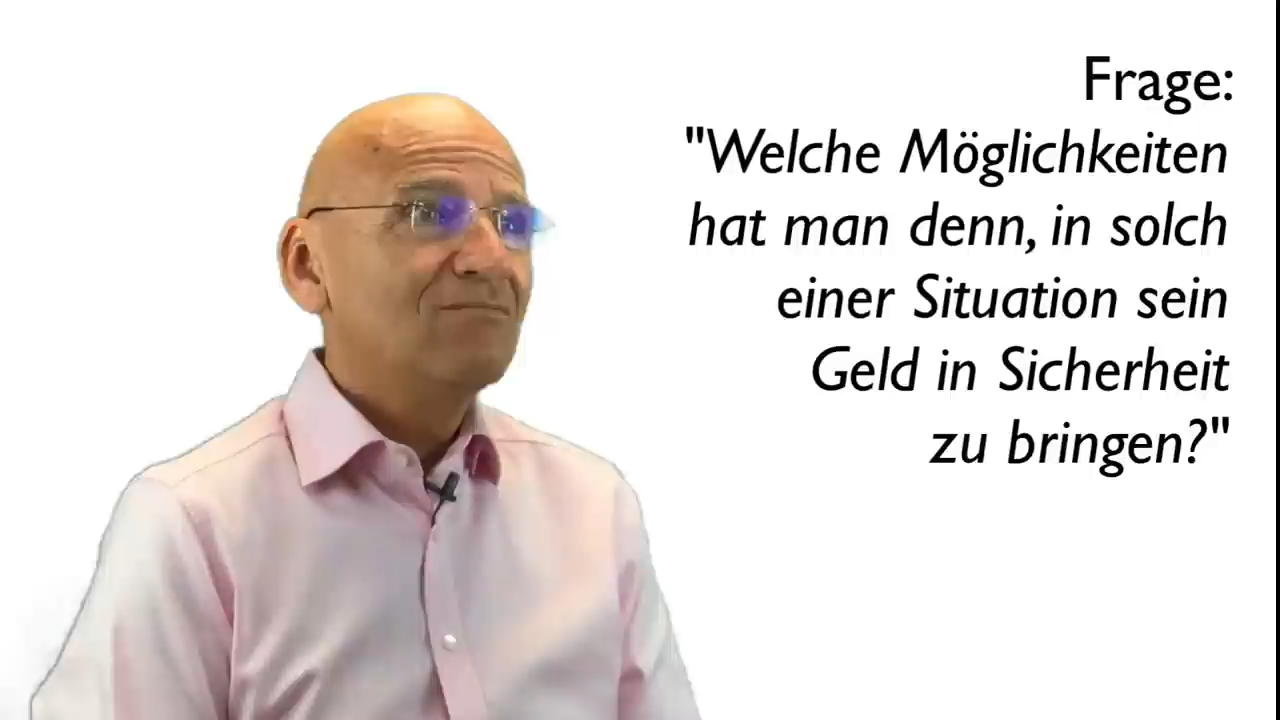 Frage:
"Welche Möglichkeiten
hat man denn, in solch
einer Situation sein
Geld in Sicherheit
zu bringen?"